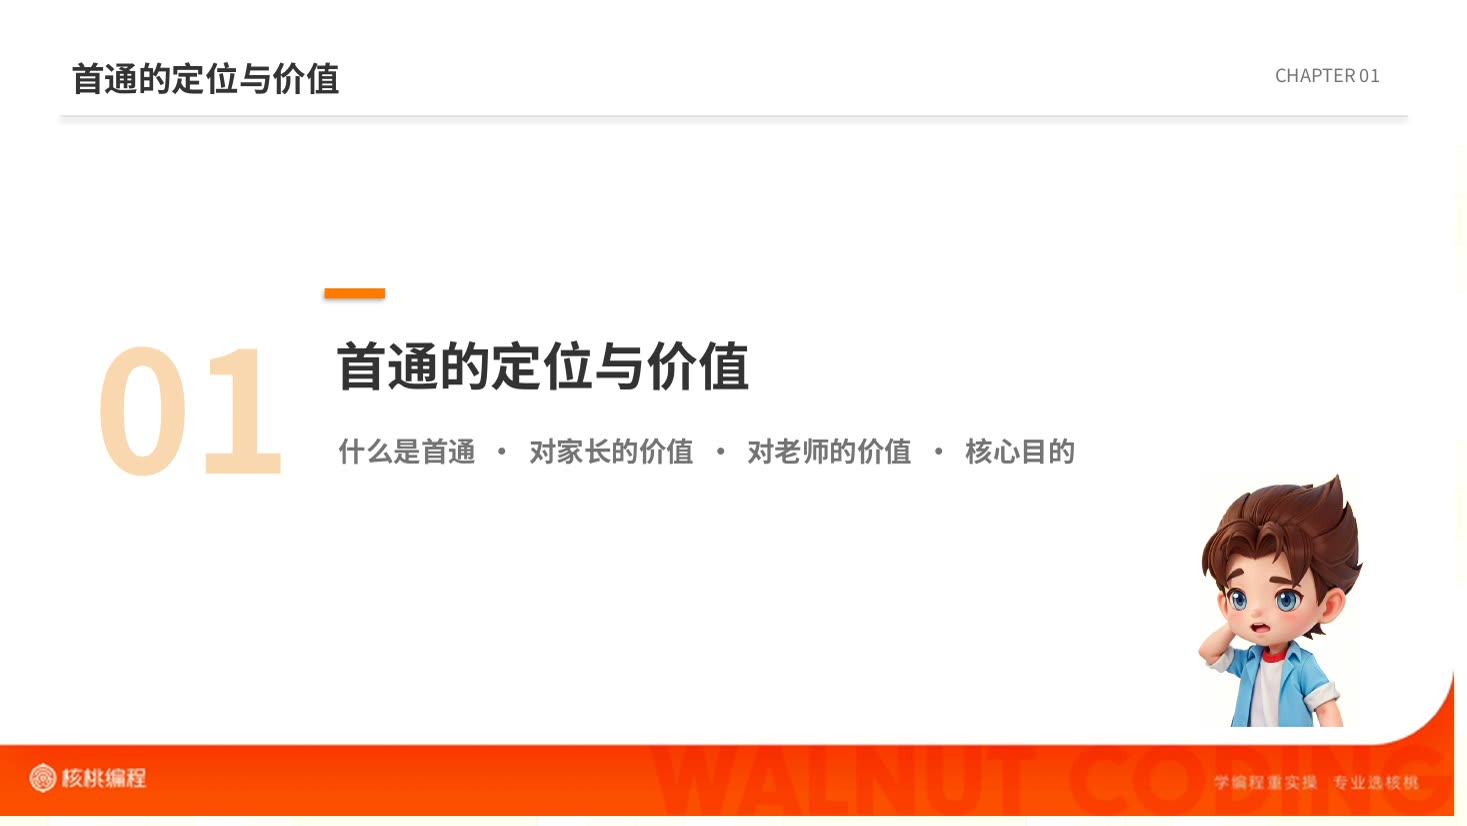 首通的定位与价值
CHAPTER 01
01
首通的定位与价值
什么是首通 • 对家长的价值 • 对老师的价值 • 核心目的
核桃编程
WALNUT CODING
学编程重实操 专业选核桃